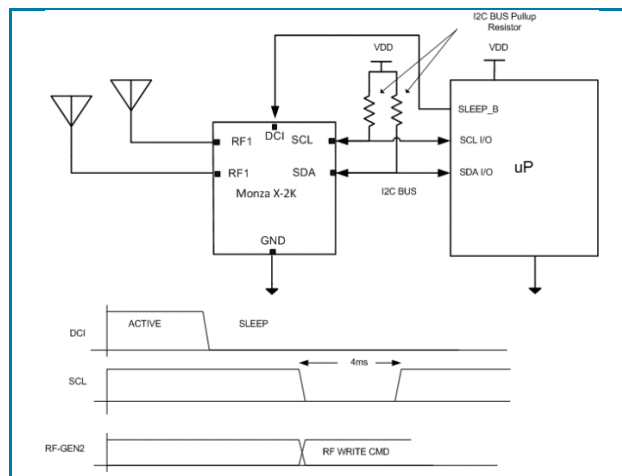 I2C BUS Pullup
Resistor
VDD
VDD
SLEEP_B
DCI
RF1
SCL
SCL I/O
RF1
SDA
SDA I/O
uP
Monza X-2K
I2C BUS
GND
ACTIVE
SLEEP
DCI
4ms
SCL
RF-GEN2
RF WRITE CMD